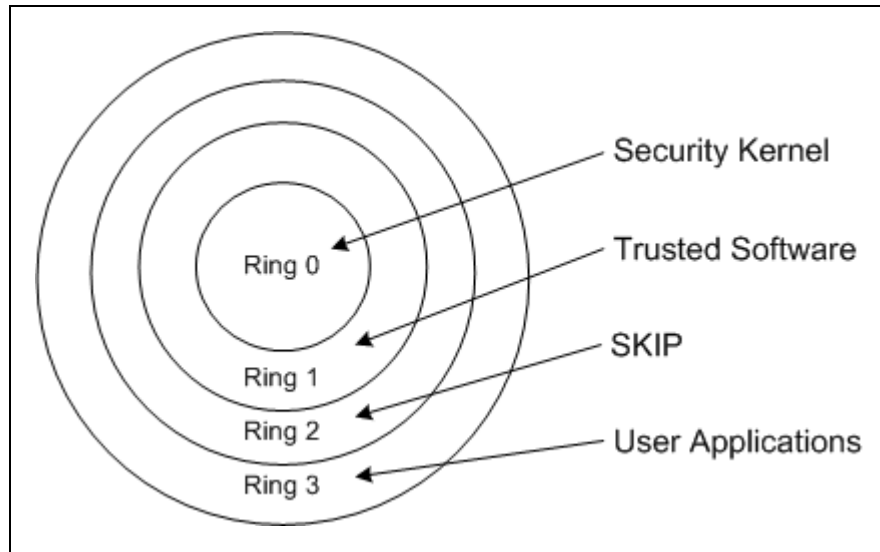 Security Kernel
Ring 0
Trusted Software
SKIP
Ring 1
Ring 2
User Applications
Ring 3